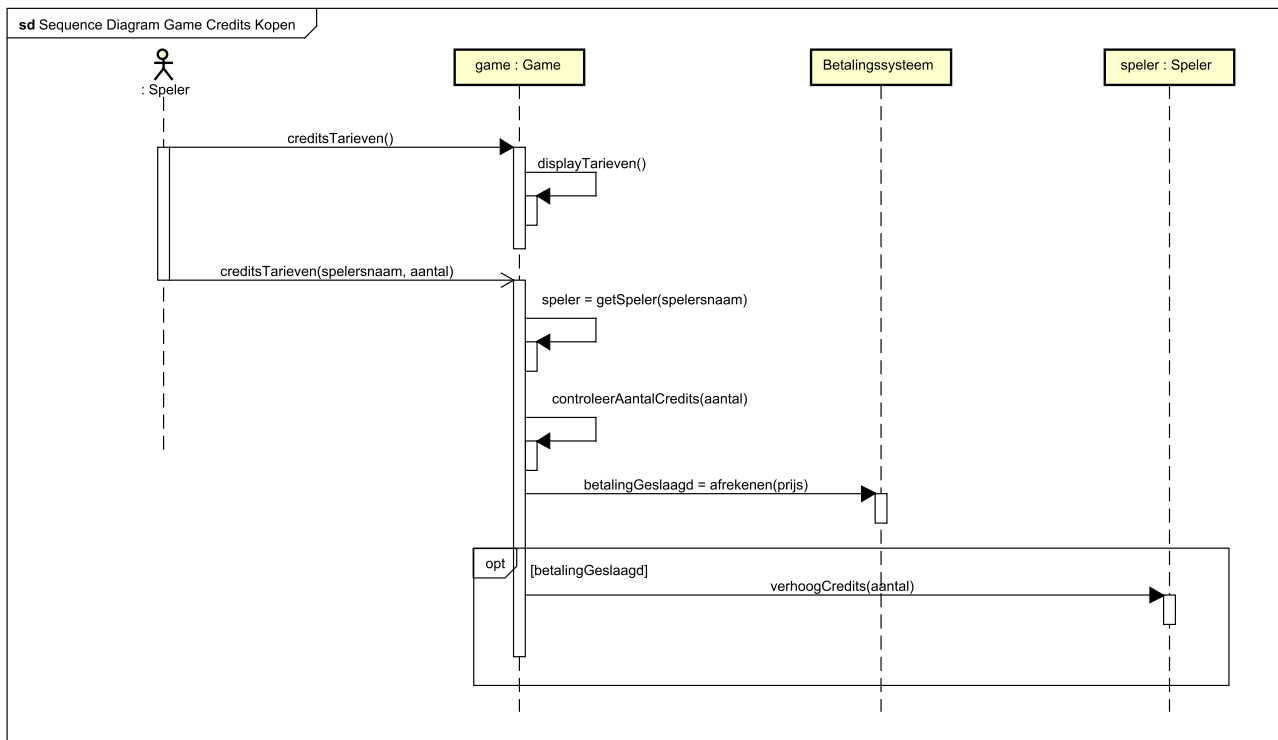 sd Sequence Diagram Game Credits Kopen
: Speler
game : Game
Betalingssysteem
speler : Speler
creditsTarieven()
displayTarieven()
creditsTarieven(spelersnaam, aantal)
speler = getSpeler(spelersnaam)
controleerAantalCredits(aantal)
betalingGeslaagd = afrekenen(prijs)
opt
[betalingGeslaagd]
verhoogCredits(aantal)